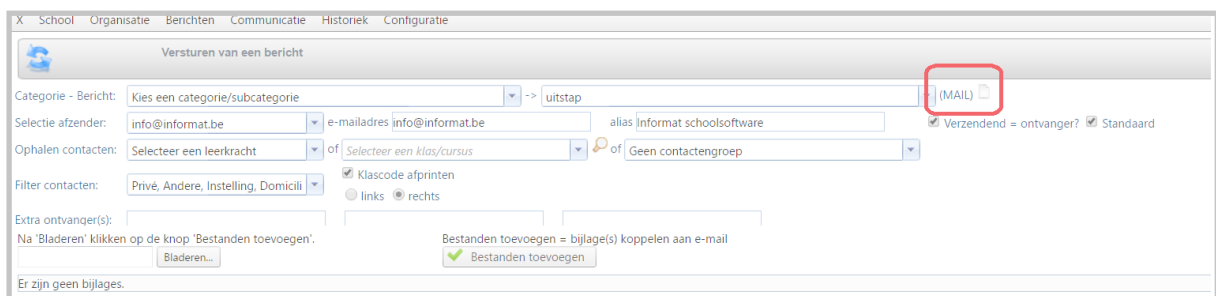 X School Organisatie Berichten Communicatie Historiek Configuratie
Versturen van een bericht
Categorie - Bericht: Kies een categorie/subcategorie -> uitstap (MAIL)
Selectie afzender: info@informat.be e-mailadres info@informat.be alias Informat schoolsoftware Verzendend = ontvanger? Standaard
Ophalen contacten: Selecteer een leerkracht of Selecteer een klas/cursus of Geen contactengroep
Klascode afprinten
Filter contacten: Privé, Andere, Instelling, Domicili
links rechts
Extra ontvanger(s):
Na 'Bladeren' klikken op de knop 'Bestanden toevoegen'. Bestanden toevoegen = bijlage(s) koppelen aan e-mail
Bladeren... Bestanden toevoegen
Er zijn geen bijlages.